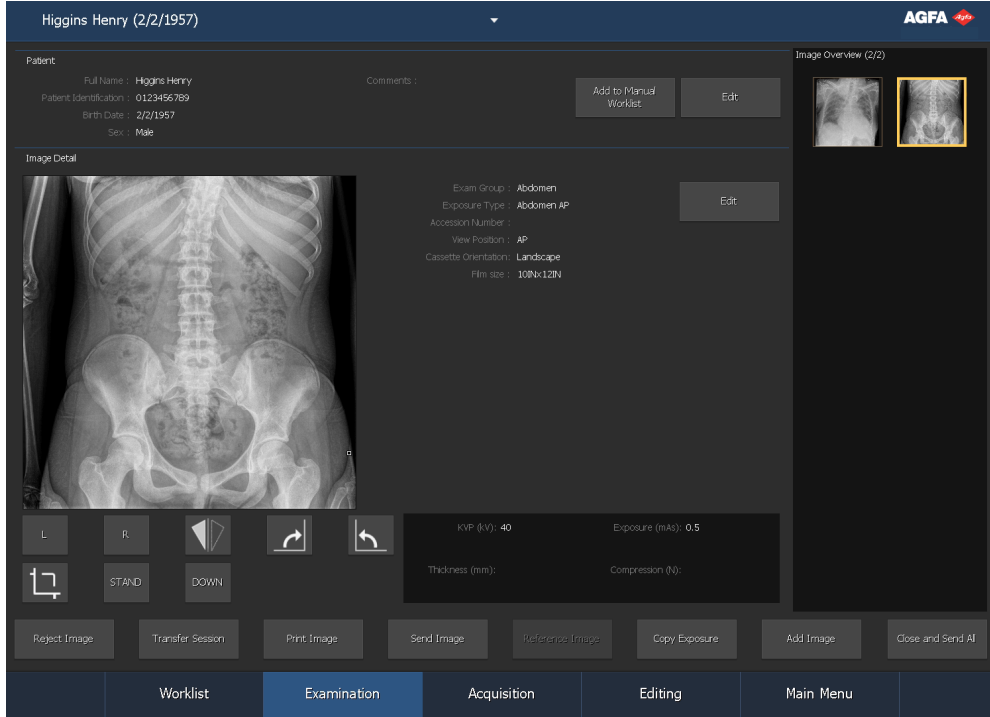 Higgins Henry (2/2/1957)
AGFA Agfa
Patient
Full Name : Higgins Henry
Patient Identification : 0123456789
Birth Date : 2/2/1957
Sex : Male
Comments :
Add to Manual
Worklist
Edit
Image Overview (2/2)
Image Detail
Exam Group : Abdomen
Exposure Type : Abdomen AP
Accession Number :
View Position : AP
Cassette Orientation: Landscape
Film size : 10INx12IN
Edit
L
R
STAND
DOWN
KVP (kV): 40
Exposure (mAs): 0.5
Thickness (mm):
Compression (N):
Reject Image
Transfer Session
Print Image
Send Image
Reference Image
Copy Exposure
Add Image
Close and Send Al
Worklist
Examination
Acquisition
Editing
Main Menu